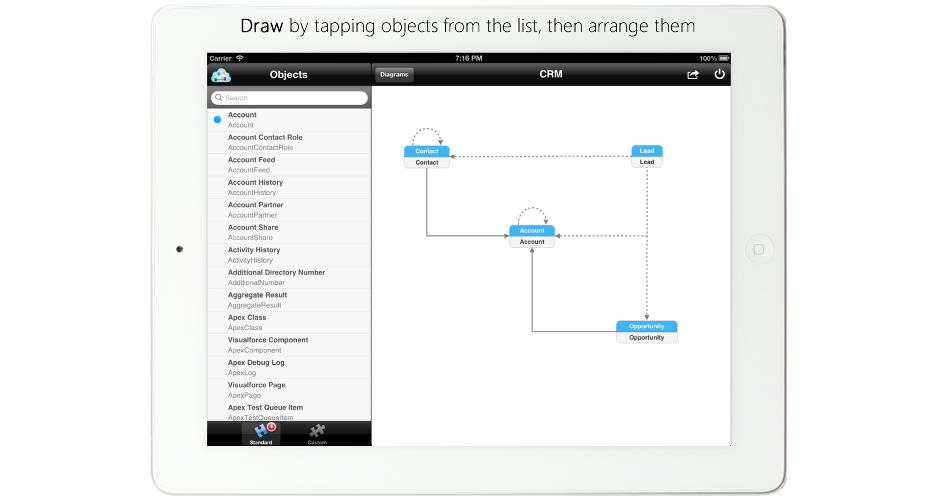 Draw by tapping objects from the list, then arrange them
Carrier 7:16 PM 100%
Objects
Diagrams
CRM
Search
Account
Account
Account Contact Role
AccountContactRole
Account Feed
AccountFeed
Account History
AccountHistory
Account Partner
AccountPartner
Account Share
AccountShare
Activity History
ActivityHistory
Additional Directory Number
AdditionalNumber
Aggregate Result
AggregateResult
Apex Class
ApexClass
Visualforce Component
ApexComponent
Apex Debug Log
ApexLog
Visualforce Page
ApexPage
Apex Test Queue Item
ApexTestQueueItem
4
Standard
Custom
Contact
Contact
Lead
Lead
Account
Account
Opportunity
Opportunity